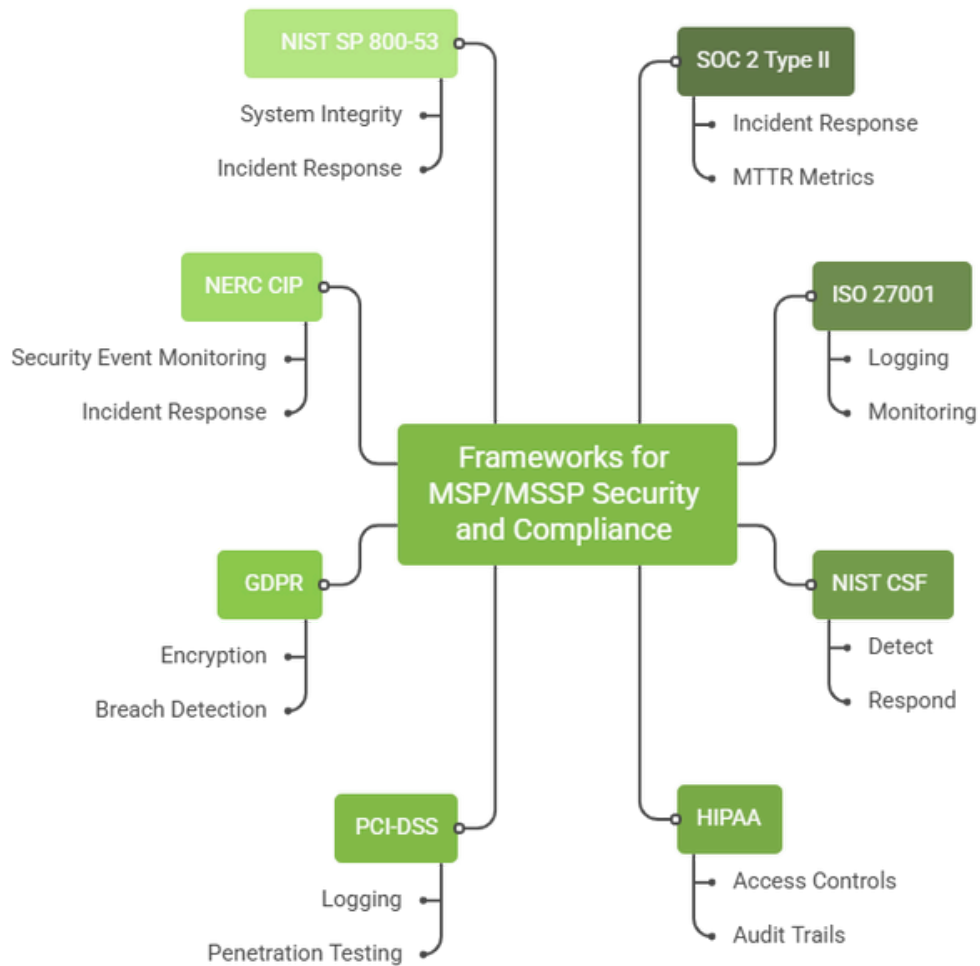 NIST SP 800-53
System Integrity
Incident Response
SOC 2 Type II
Incident Response
MTTR Metrics
NERC CIP
Security Event Monitoring
Incident Response
ISO 27001
Logging
Monitoring
Frameworks for
MSP/MSSP Security
and Compliance
GDPR
Encryption
Breach Detection
NIST CSF
Detect
Respond
PCI-DSS
Logging
Penetration Testing
HIPAA
Access Controls
Audit Trails